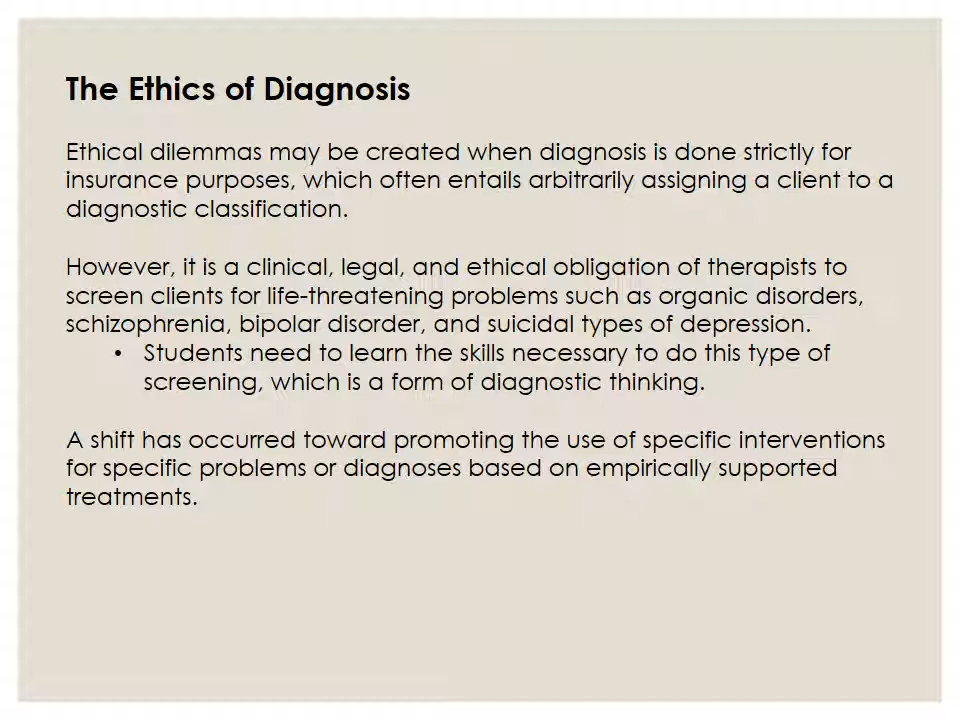 The Ethics of Diagnosis
Ethical dilemmas may be created when diagnosis is done strictly for
insurance purposes, which often entails arbitrarily assigning a client to a
diagnostic classification.
However, it is a clinical, legal, and ethical obligation of therapists to
screen clients for life-threatening problems such as organic disorders,
schizophrenia, bipolar disorder, and suicidal types of depression.
• Students need to learn the skills necessary to do this type of
screening, which is a form of diagnostic thinking.
A shift has occurred toward promoting the use of specific interventions
for specific problems or diagnoses based on empirically supported
treatments.